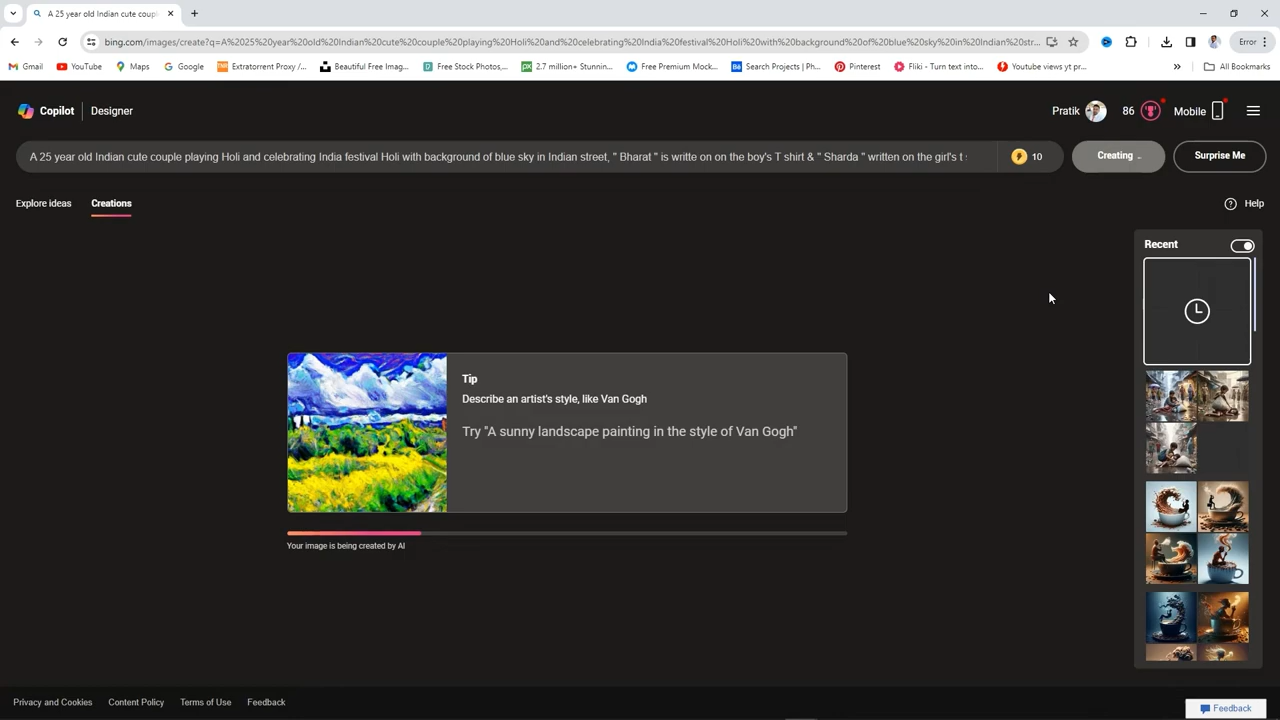 A 25 year old Indian cute coupl
bing.com/images/create?q=A%2025%20year%20old%20Indian%20cute%20couple%20playing%20Holi%20and%20celebrating%20India%20festival%20Holi%20with%20background%20of%20blue%20sky%20in%20Indian%20str...
Error
Gmail
YouTube
Maps
Google
Extratorrent Proxy /...
Beautiful Free Imag...
Free Stock Photos,...
2.7 million+ Stunnin...
Free Premium Mock...
Search Projects | Ph...
Pinterest
Fliki - Turn text into...
Youtube views yt pr...
»
All Bookmarks
Copilot
Designer
Pratik
86
Mobile
A 25 year old Indian cute couple playing Holi and celebrating India festival Holi with background of blue sky in Indian street, " Bharat " is writte on on the boy's T shirt & " Sharda " written on the girl's t s
10
Creating
Surprise Me
Explore ideas
Creations
Help
Recent
Tip
Describe an artist's style, like Van Gogh
Try "A sunny landscape painting in the style of Van Gogh"
Your image is being created by AI
Privacy and Cookies
Content Policy
Terms of Use
Feedback
Feedback